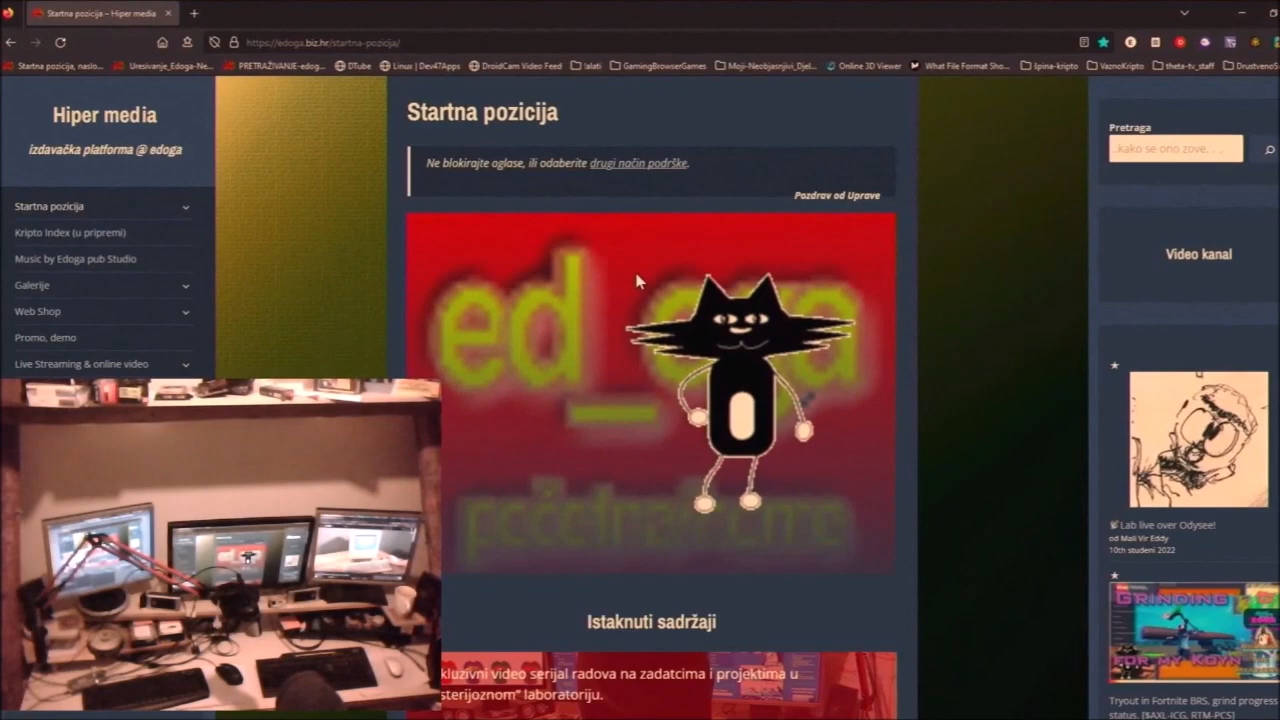 Startna pozicija – Hiper media
https://edoga.biz.hr/startna-pozicija/
Startna pozicija, naslo...
Uresivanje_Edoga-Ne...
PRETRAŽIVANJE-edog...
DTube
Linux | Dev47Apps
DroidCam Video Feed
!alati
GamingBrowserGames
Moji-Neobjasnjivi_Djel...
Online 3D Viewer
What File Format Sho...
špina-kripto
VaznoKripto
theta-tv_staff
DrustvenoS
Hiper media
izdavačka platforma @ edoga
Startna pozicija
Kripto Index (u pripremi)
Music by Edoga pub Studio
Galerije
Web Shop
Promo, demo
Live Streaming & online video
Startna pozicija
Ne blokirajte oglase, ili odaberite drugi način podrške.
Pozdrav od Uprave
Istaknuti sadržaji
kluzivni video serijal radova na zadatcima i projektima u
sterijoznom" laboratoriju.
Pretraga
..kako se ono zove. . . .
Video kanal
Lab live over Odysee!
od Mali Vir Eddy
10th studeni 2022
GRINDING
FOR MY KOYN
Tryout in Fortnite BRS, grind progress
status. [$AXL-ICG, RTM-PCS]